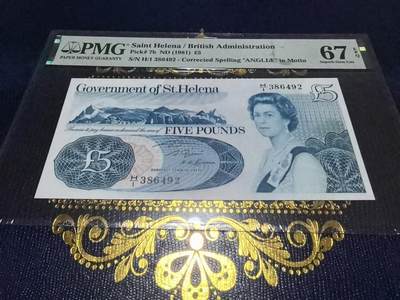 PMG
PAPER MONEY GUARANTY
Saint Helena / British Administration
Pick# 7b ND (1981) £5
S/N H/1 386492 - Corrected Spelling "ANGLIÆ" in Motto
67 EPQ
Superb Gem Unc
Government of St.Helena
H/1 386492
£5
FIVE POUNDS
£5
H/1 386492